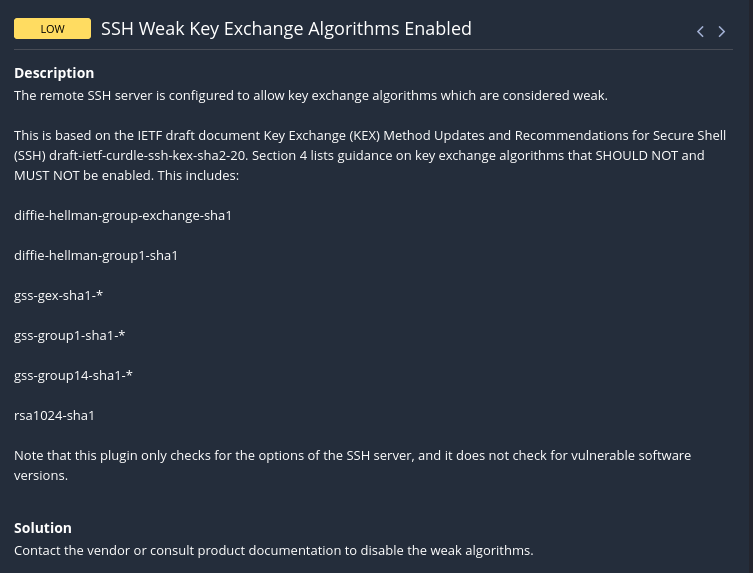 LOW SSH Weak Key Exchange Algorithms Enabled
Description
The remote SSH server is configured to allow key exchange algorithms which are considered weak.
This is based on the IETF draft document Key Exchange (KEX) Method Updates and Recommendations for Secure Shell
(SSH) draft-ietf-curdle-ssh-kex-sha2-20. Section 4 lists guidance on key exchange algorithms that SHOULD NOT and
MUST NOT be enabled. This includes:
diffie-hellman-group-exchange-sha1
diffie-hellman-group1-sha1
gss-gex-sha1-*
gss-group1-sha1-*
gss-group14-sha1-*
rsa1024-sha1
Note that this plugin only checks for the options of the SSH server, and it does not check for vulnerable software
versions.
Solution
Contact the vendor or consult product documentation to disable the weak algorithms.